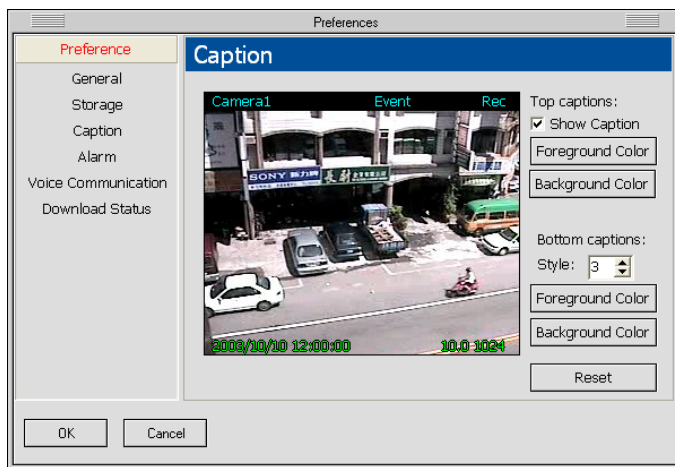 Preferences
Preference
General
Storage
Caption
Alarm
Voice Communication
Download Status
Caption
Camera1 Event Rec
SONY
2003/10/10 12:00:00 10.0 1024
Top captions:
Show Caption
Foreground Color
Background Color
Bottom captions:
Style: 3
Foreground Color
Background Color
Reset
OK
Cancel